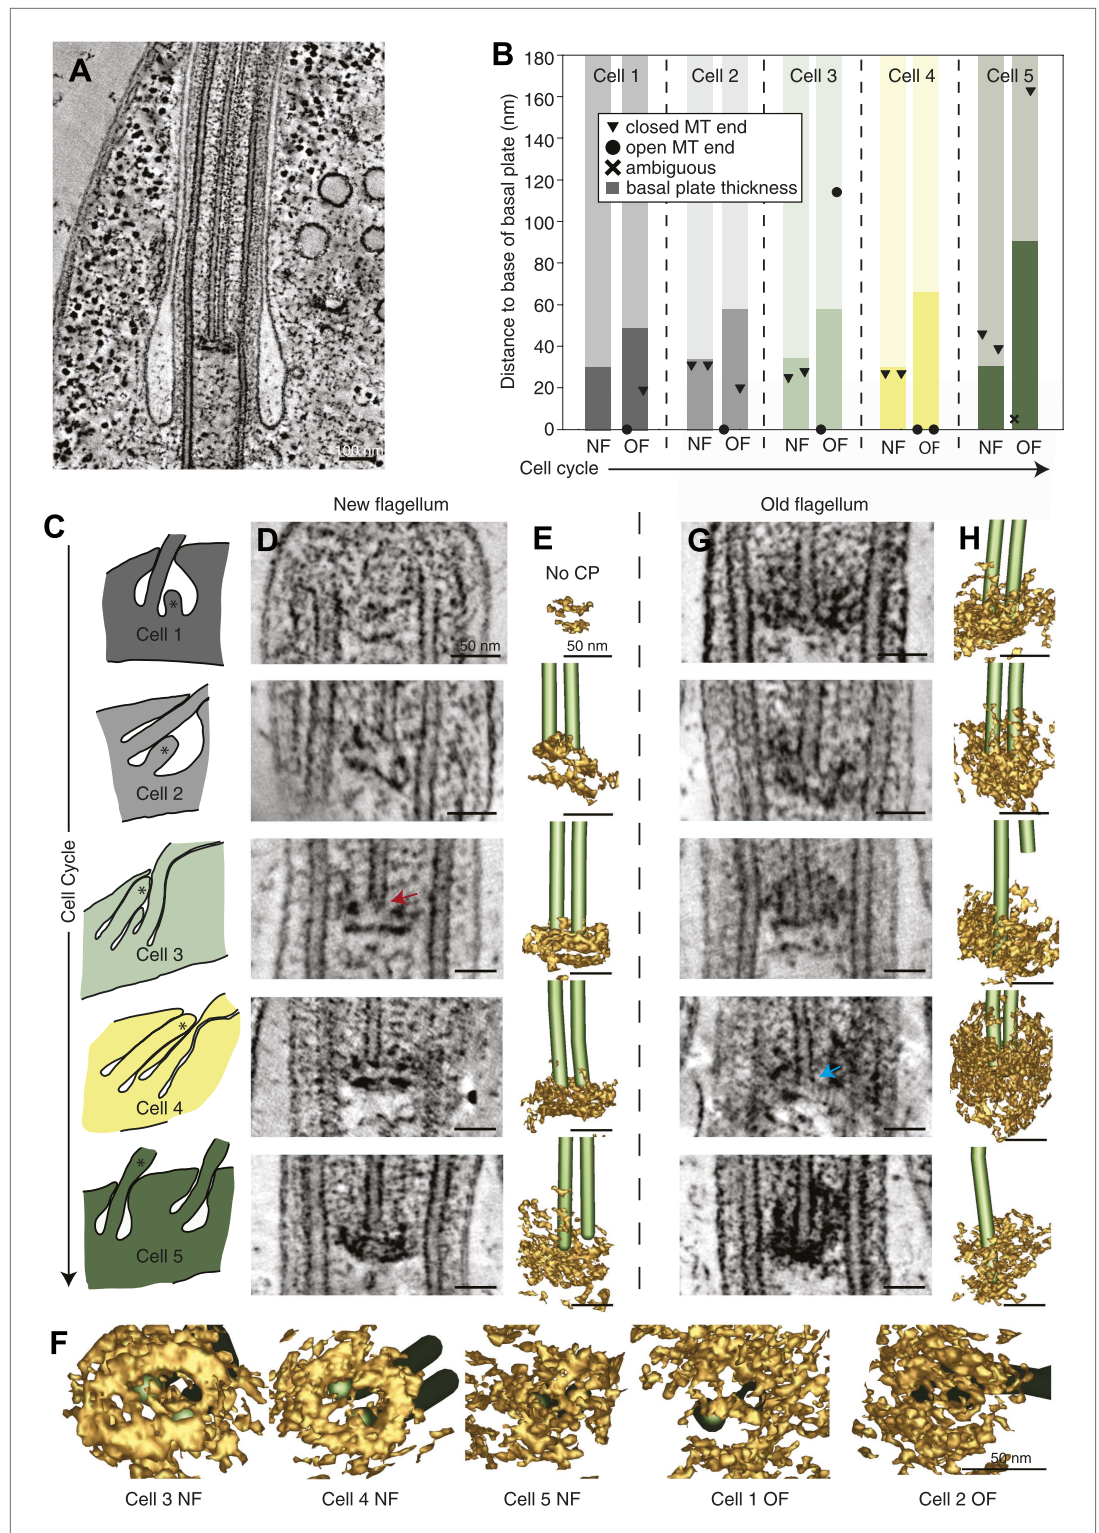 A
100 nm
B
Distance to base of basal plate (nm)
180
160
140
120
100
80
60
40
20
0
Cell 1
Cell 2
Cell 3
Cell 4
Cell 5
closed MT end
open MT end
ambiguous
basal plate thickness
NF OF NF OF NF OF NF OF NF OF
Cell cycle
New flagellum
Old flagellum
C
D
E
G
H
No CP
50 nm
50 nm
Cell Cycle
*
Cell 1
*
Cell 2
*
Cell 3
*
Cell 4
*
Cell 5
F
50 nm
Cell 3 NF
Cell 4 NF
Cell 5 NF
Cell 1 OF
Cell 2 OF